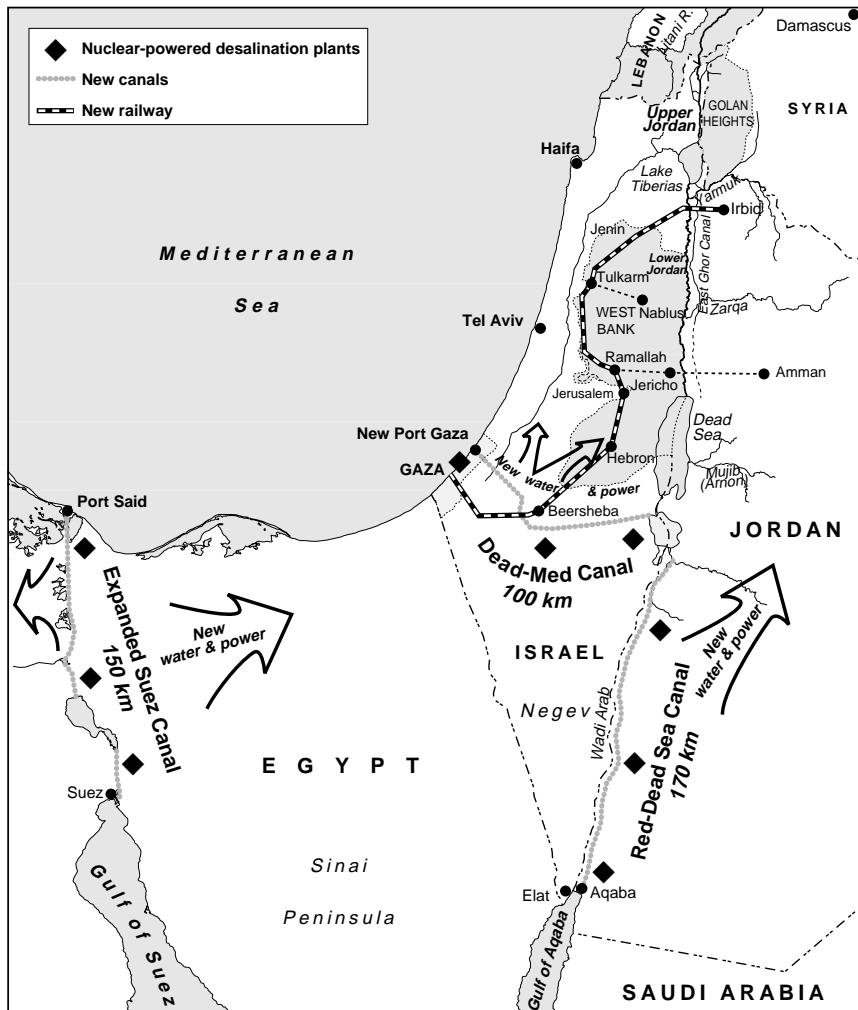 Nuclear-powered desalination plants
New canals
New railway
Damascus
LEBANON
Litani R.
GOLAN
HEIGHTS
SYRIA
Upper
Jordan
Haifa
Lake
Tiberias
Yarmuk
Irbid
Mediterranean
Sea
Jenin
Lower
Jordan
East Ghor Canal
Tulkarm
WEST
BANK
Nablus
Zarqa
Tel Aviv
Ramallah
Jericho
Amman
Jerusalem
Dead
Sea
New Port Gaza
GAZA
New water
& power
Hebron
Mujib
(Arnon)
Port Said
Beersheba
JORDAN
Dead-Med Canal
100 km
Expanded Suez Canal
150 km
New
water & power
ISRAEL
New
water & power
Negev
Wadi Arab
Red-Dead Sea Canal
170 km
EGYPT
Suez
Sinai
Peninsula
Elat
Aqaba
Gulf of Suez
Gulf of Aqaba
SAUDI ARABIA